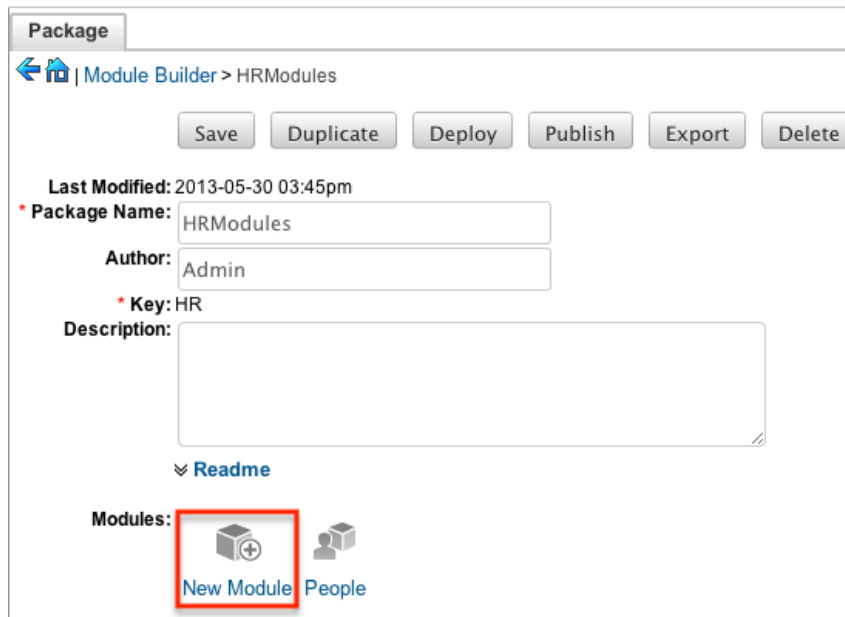 Package
| Module Builder > HRModules
Save Duplicate Deploy Publish Export Delete
Last Modified: 2013-05-30 03:45pm
* Package Name: HRModules
Author: Admin
* Key: HR
Description:
Readme
Modules:
New Module People